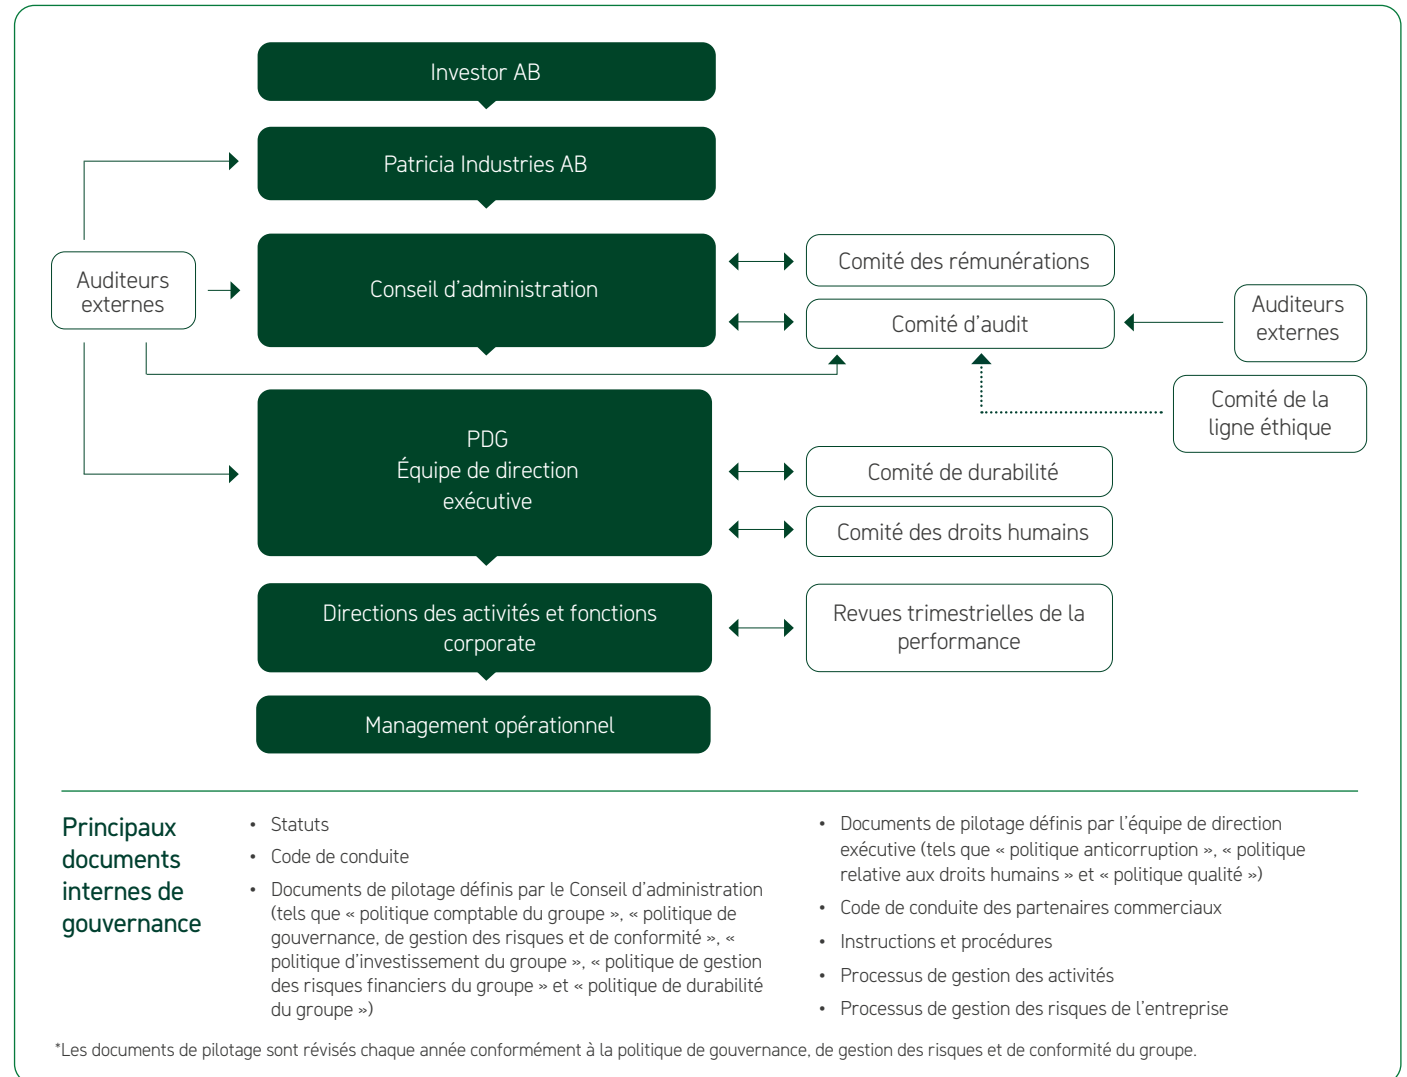 Investor AB
Patricia Industries AB
Auditeurs
externes
Conseil d’administration
Comité des rémunérations
Comité d’audit
Auditeurs
externes
Comité de la
ligne éthique
PDG
Équipe de direction
exécutive
Comité de durabilité
Comité des droits humains
Directions des activités et fonctions
corporate
Revues trimestrielles de la
performance
Management opérationnel
Principaux
documents
internes de
gouvernance
• Statuts
• Code de conduite
• Documents de pilotage définis par le Conseil d’administration
(tels que « politique comptable du groupe », « politique de
gouvernance, de gestion des risques et de conformité », «
politique d’investissement du groupe », « politique de gestion
des risques financiers du groupe » et « politique de durabilité
du groupe »)
• Documents de pilotage définis par l’équipe de direction
exécutive (tels que « politique anticorruption », « politique
relative aux droits humains » et « politique qualité »)
• Code de conduite des partenaires commerciaux
• Instructions et procédures
• Processus de gestion des activités
• Processus de gestion des risques de l’entreprise
*Les documents de pilotage sont révisés chaque année conformément à la politique de gouvernance, de gestion des risques et de conformité du groupe.